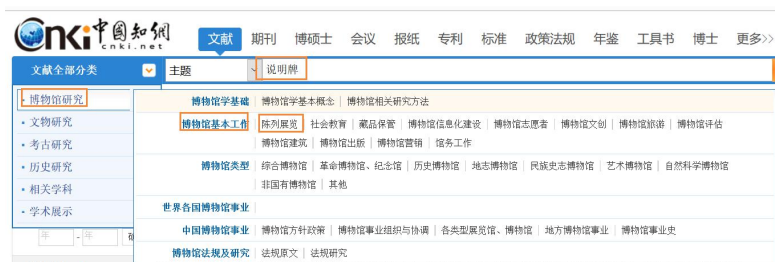 Cnki 中国知网
cnki.net
文献 期刊 博硕士 会议 报纸 专利 标准 政策法规 年鉴 工具书 博士 更多>>
文献全部分类 主题 说明牌
博物馆研究
文物研究
考古研究
历史研究
相关学科
学术展示
年 - 年
博物馆学基础 | 博物馆学基本概念 | 博物馆相关研究方法
博物馆基本工作 | 陈列展览 | 社会教育 | 藏品保管 | 博物馆信息化建设 | 博物馆志愿者 | 博物馆文创 | 博物馆旅游 | 博物馆评估
| 博物馆建筑 | 博物馆出版 | 博物馆营销 | 馆务工作
博物馆类型 | 综合博物馆 | 革命博物馆、纪念馆 | 历史博物馆 | 地志博物馆 | 民族史志博物馆 | 艺术博物馆 | 自然科学博物馆
| 非国有博物馆 | 其他
世界各国博物馆事业 |
中国博物馆事业 | 博物馆方针政策 | 博物馆事业组织与协调 | 各类型展览馆、博物馆 | 地方博物馆事业 | 博物馆事业史
博物馆法规及研究 | 法规原文 | 法规研究